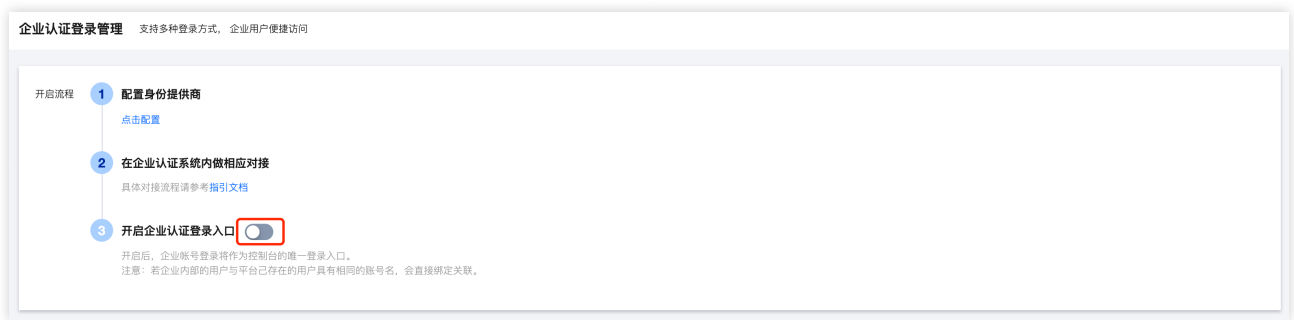 企业认证登录管理 支持多种登录方式， 企业用户便捷访问
开启流程 1 配置身份提供商
点击配置
2 在企业认证系统内做相应对接
具体对接流程请参考指引文档
3 开启企业认证登录入口
开启后，企业帐号登录将作为控制台的唯一登录入口。
注意：若企业内部的用户与平台己存在的用户具有相同的账号名，会直接绑定关联。